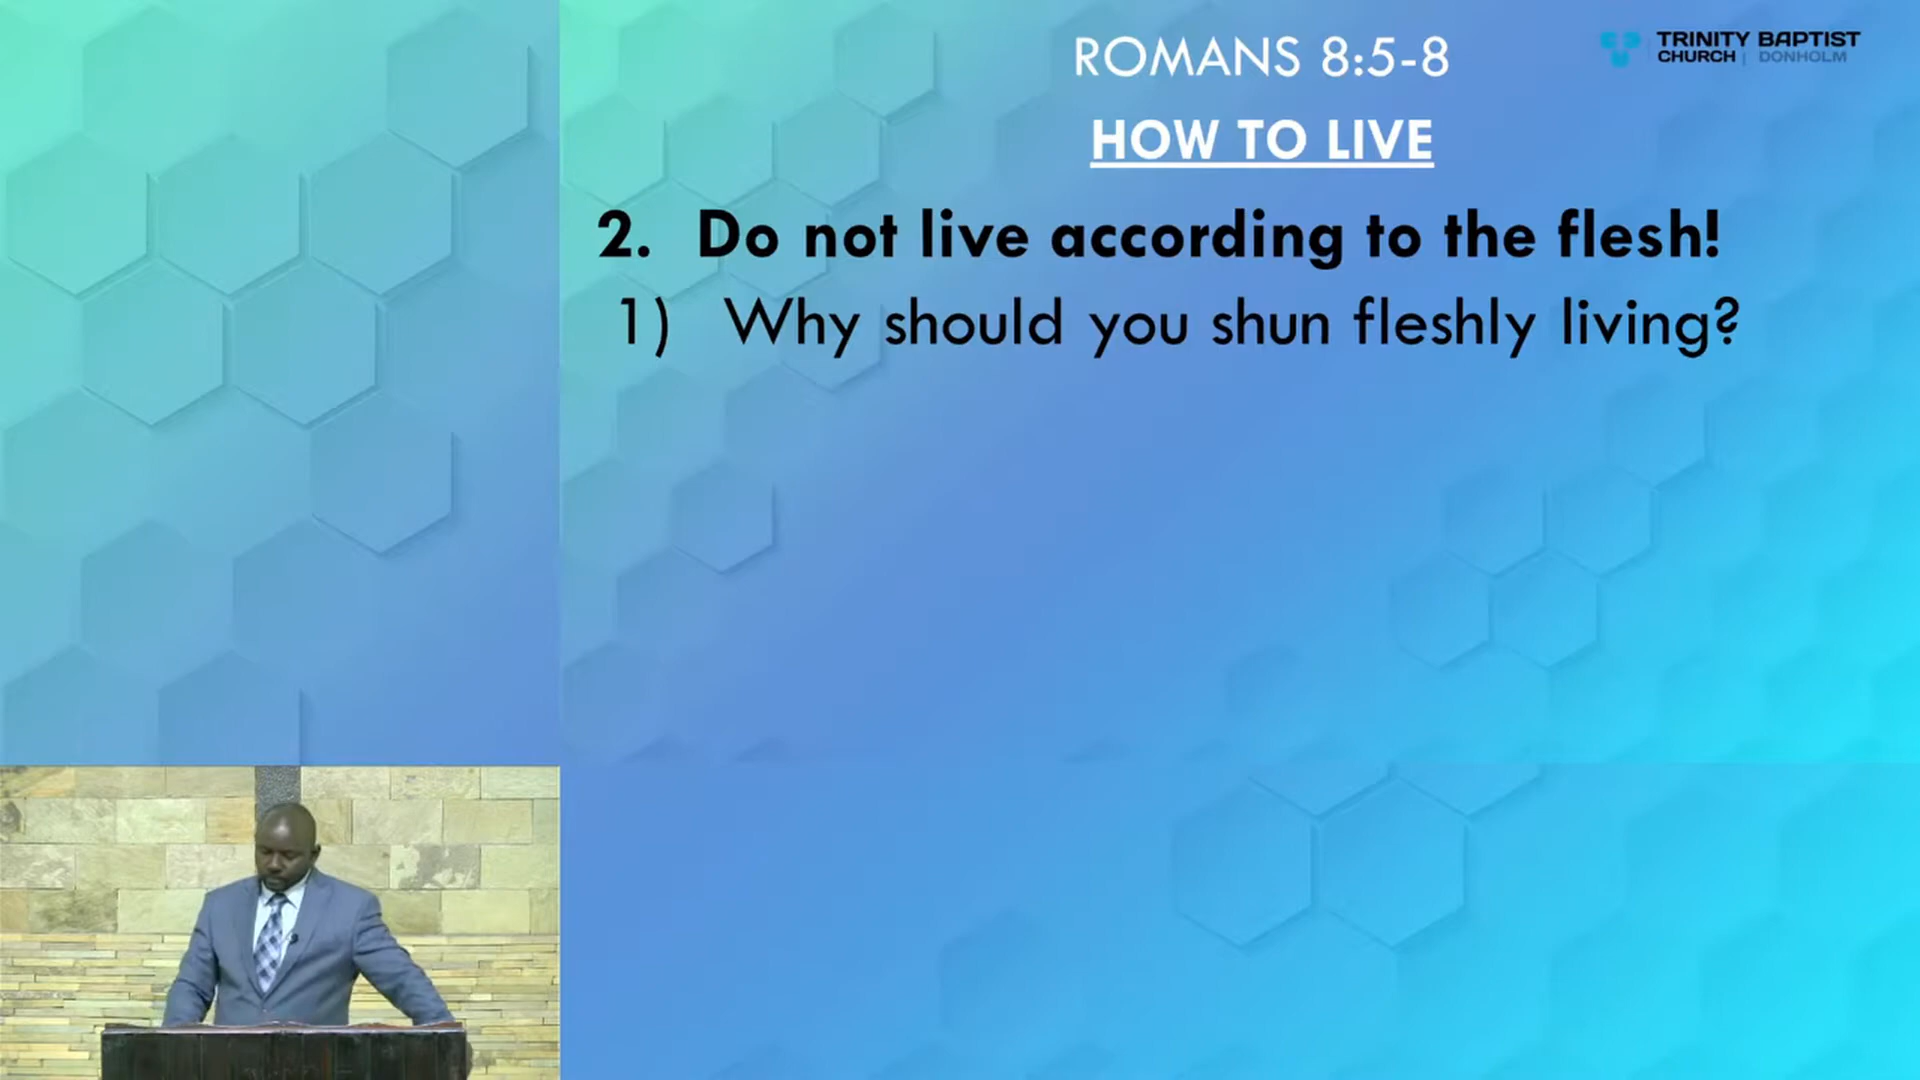 ROMANS 8:5-8
TRINITY BAPTIST
CHURCH | DONHOLM
HOW TO LIVE
2. Do not live according to the flesh!
1) Why should you shun fleshly living?